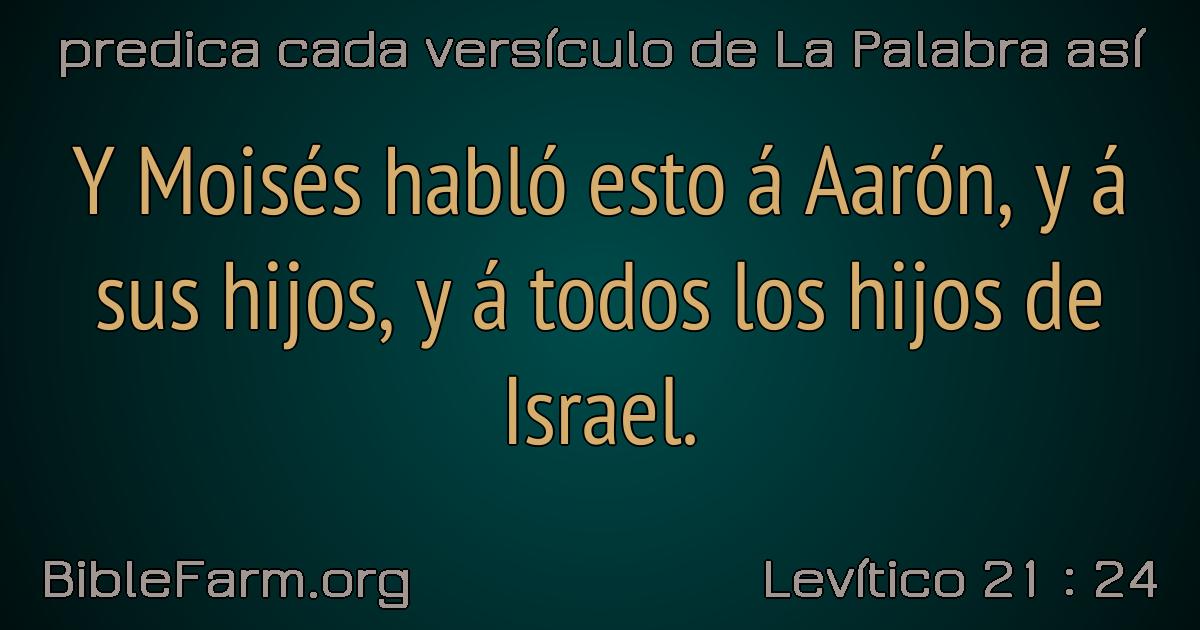 predica cada versículo de La Palabra así
Y Moisés habló esto á Aarón, y á
sus hijos, y á todos los hijos de
Israel.
BibleFarm.org
Levítico 21 : 24